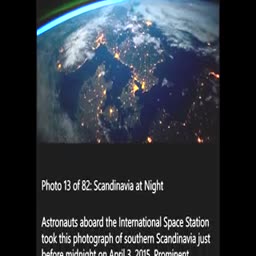 Photo 13 of 82: Scandinavia at Night
Astronauts aboard the International Space Station
took this photograph of southern Scandinavia just
before midnight on April 3, 2015. Prominent